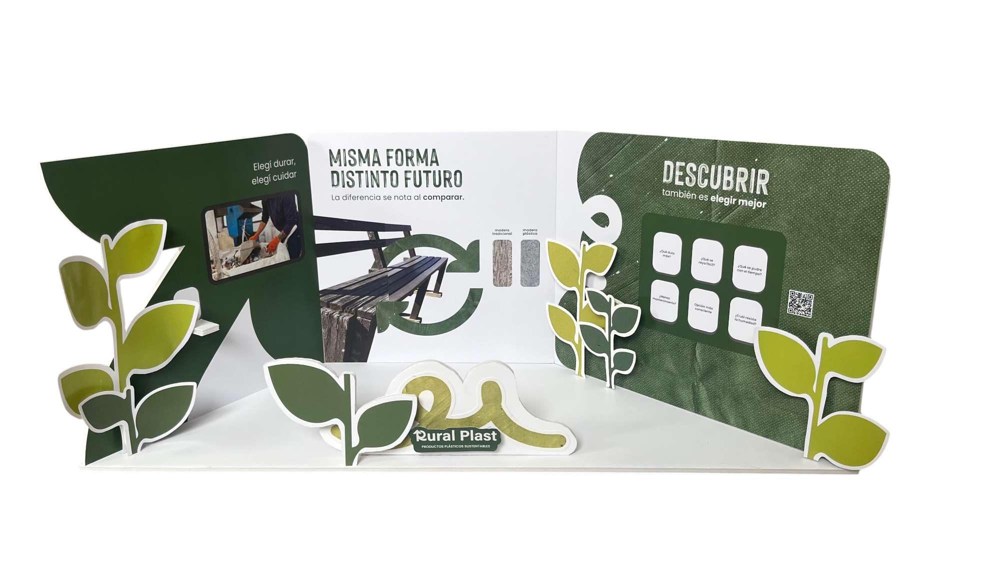 Elegí durar,
elegí cuidar
MISMA FORMA
DISTINTO FUTURO
La diferencia se nota al comparar.
madera
tradicional
madera
plástica
DESCUBRIR
también es elegir mejor
¿Qué dura
más?
¿Qué se
raya fácil?
¿Qué se pudre
con el tiempo?
¿Menos
mantenimiento?
Opción más
consciente
¿Cuál resiste
la humedad?
Rural Plast
PRODUCTOS PLÁSTICOS SUSTENTABLES